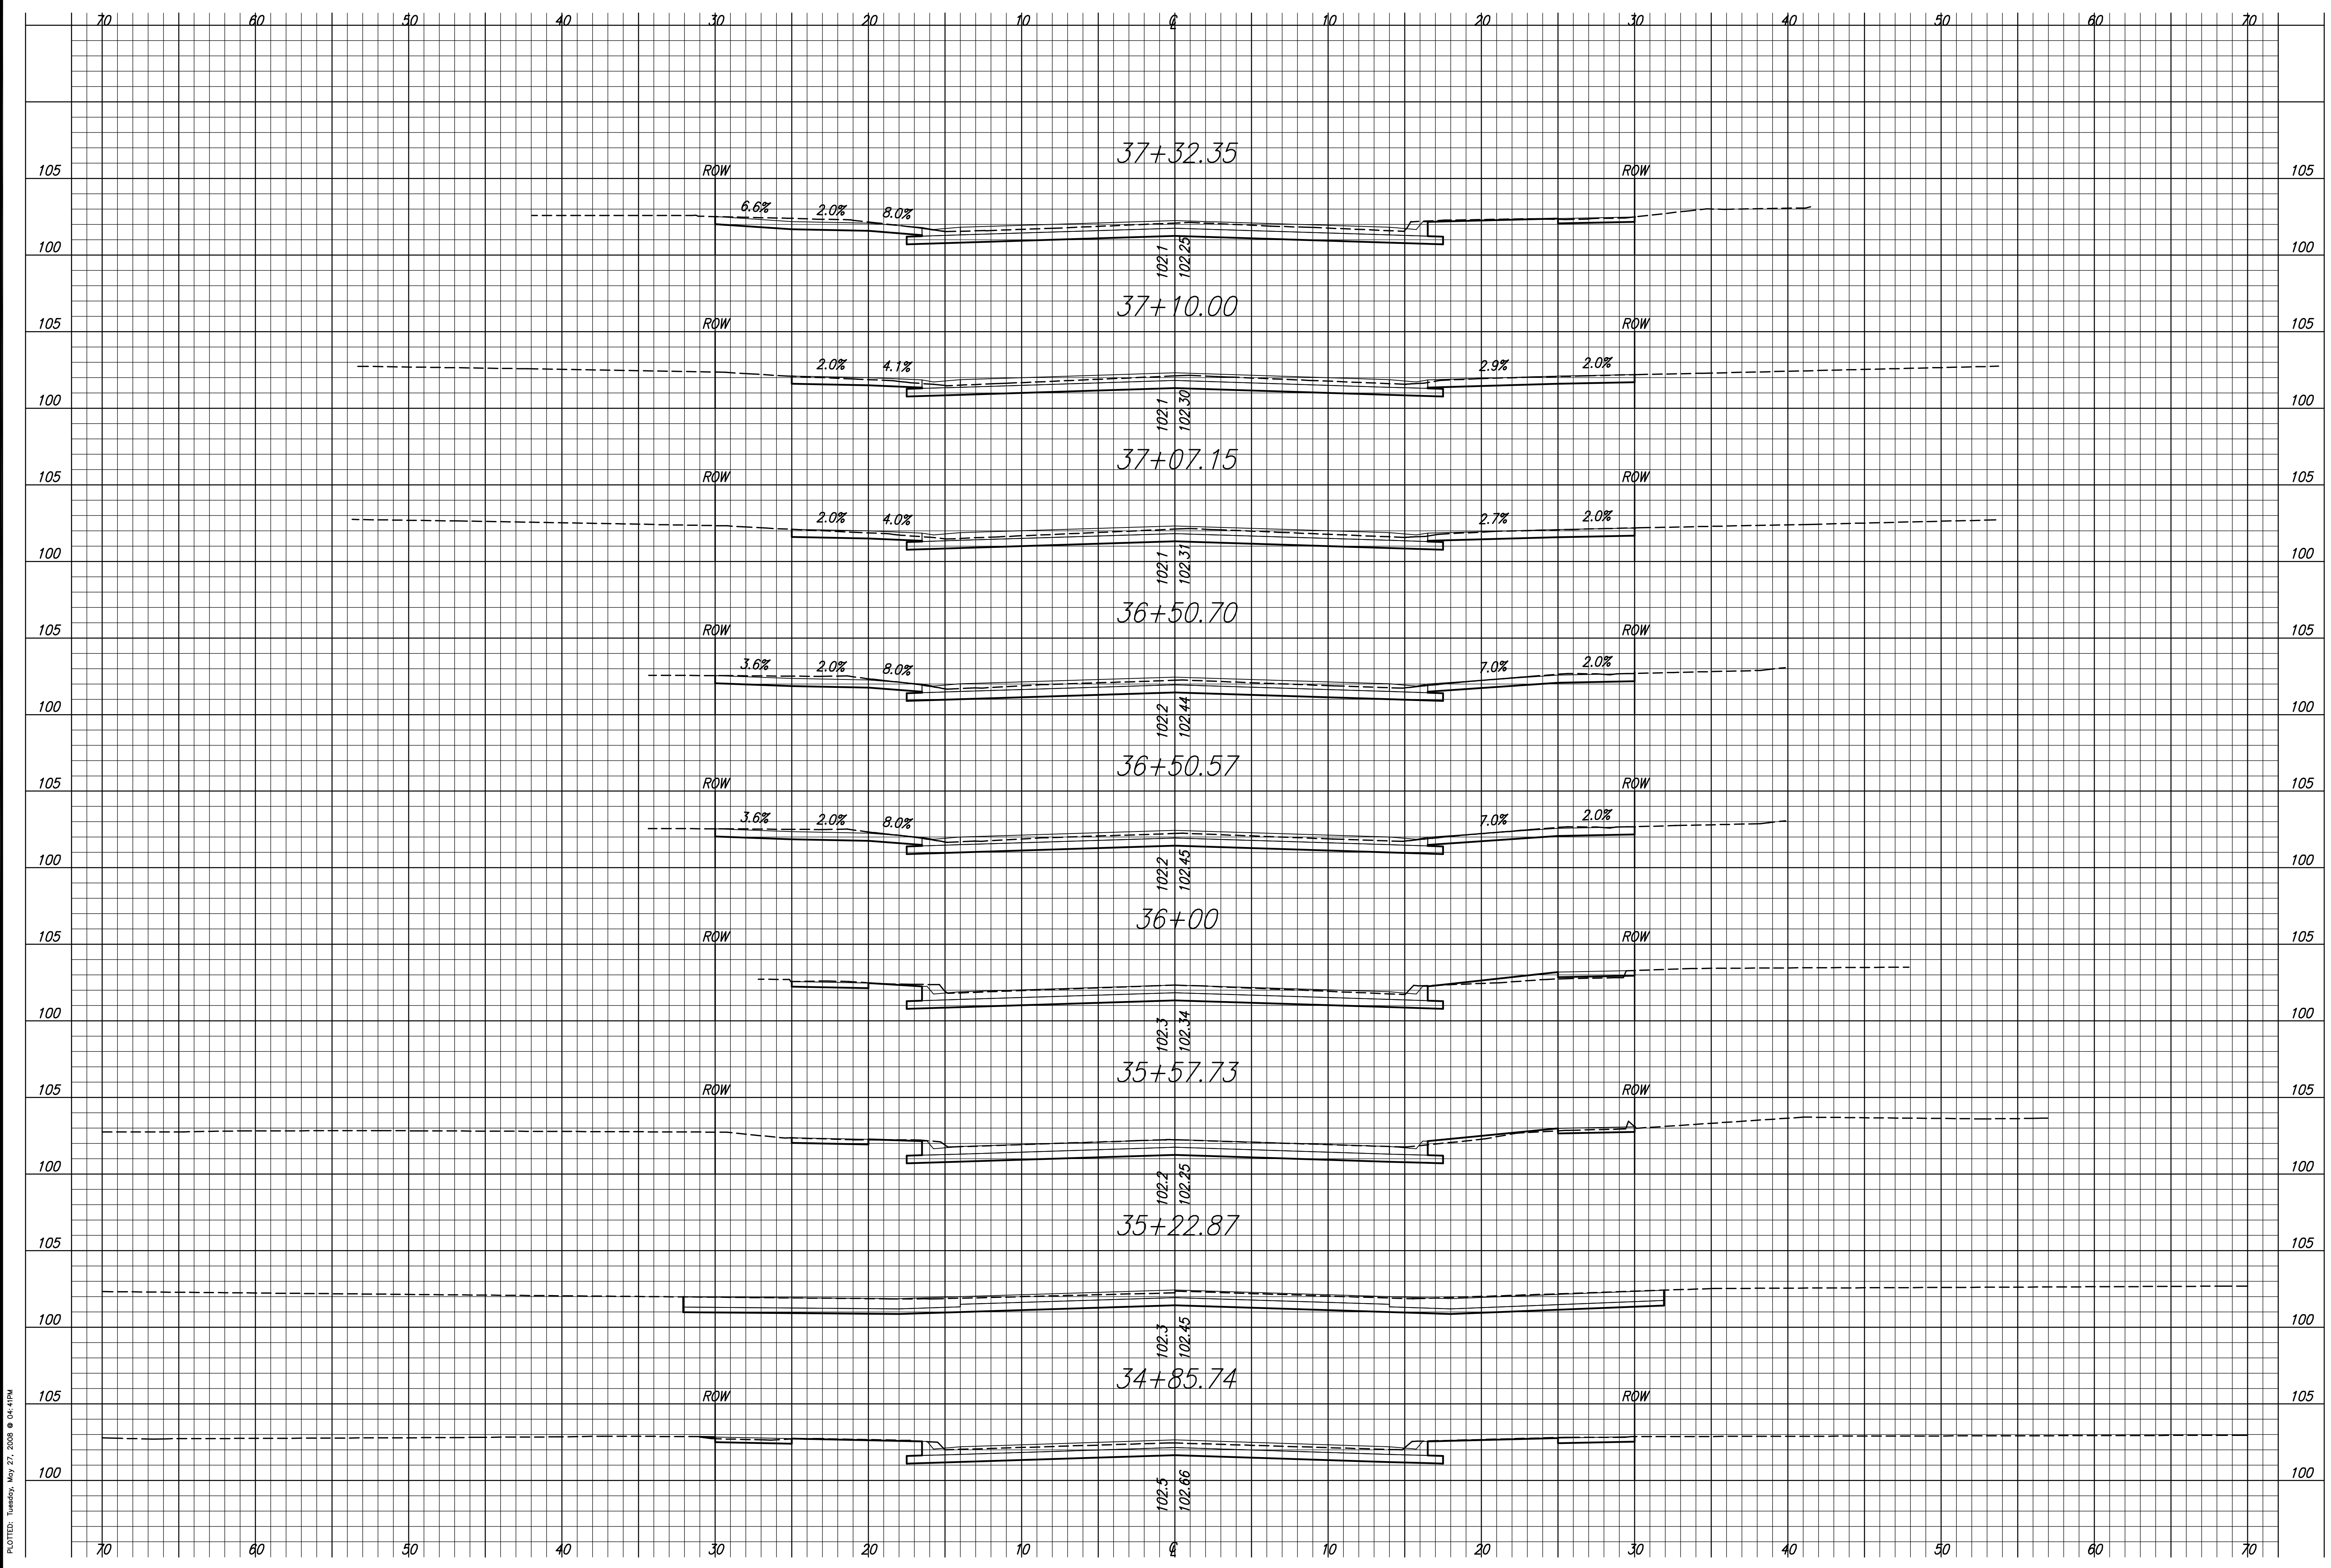 70 60 50 40 30 20 10 ℄ 10 20 30 40 50 60 70
37+32.35
105 ROW ROW 105
6.6% 2.0% 8.0%
100 100
102.1 102.25
37+10.00
105 ROW ROW 105
2.0% 4.1% 2.9% 2.0%
100 100
102.1 102.30
37+07.15
105 ROW ROW 105
2.0% 4.0% 2.7% 2.0%
100 100
102.1 102.31
36+50.70
105 ROW ROW 105
3.6% 2.0% 8.0% 7.0% 2.0%
100 100
102.2 102.44
36+50.57
105 ROW ROW 105
3.6% 2.0% 8.0% 7.0% 2.0%
100 100
102.2 102.45
36+00
105 ROW ROW 105
100 100
102.3 102.34
35+57.73
105 ROW ROW 105
100 100
102.2 102.25
35+22.87
105 105
100 100
102.3 102.45
34+85.74
105 ROW ROW 105
100 100
102.5 102.66
70 60 50 40 30 20 10 ℄ 10 20 30 40 50 60 70
PLOTTED: Tuesday, May 27, 2008 @ 04:41PM